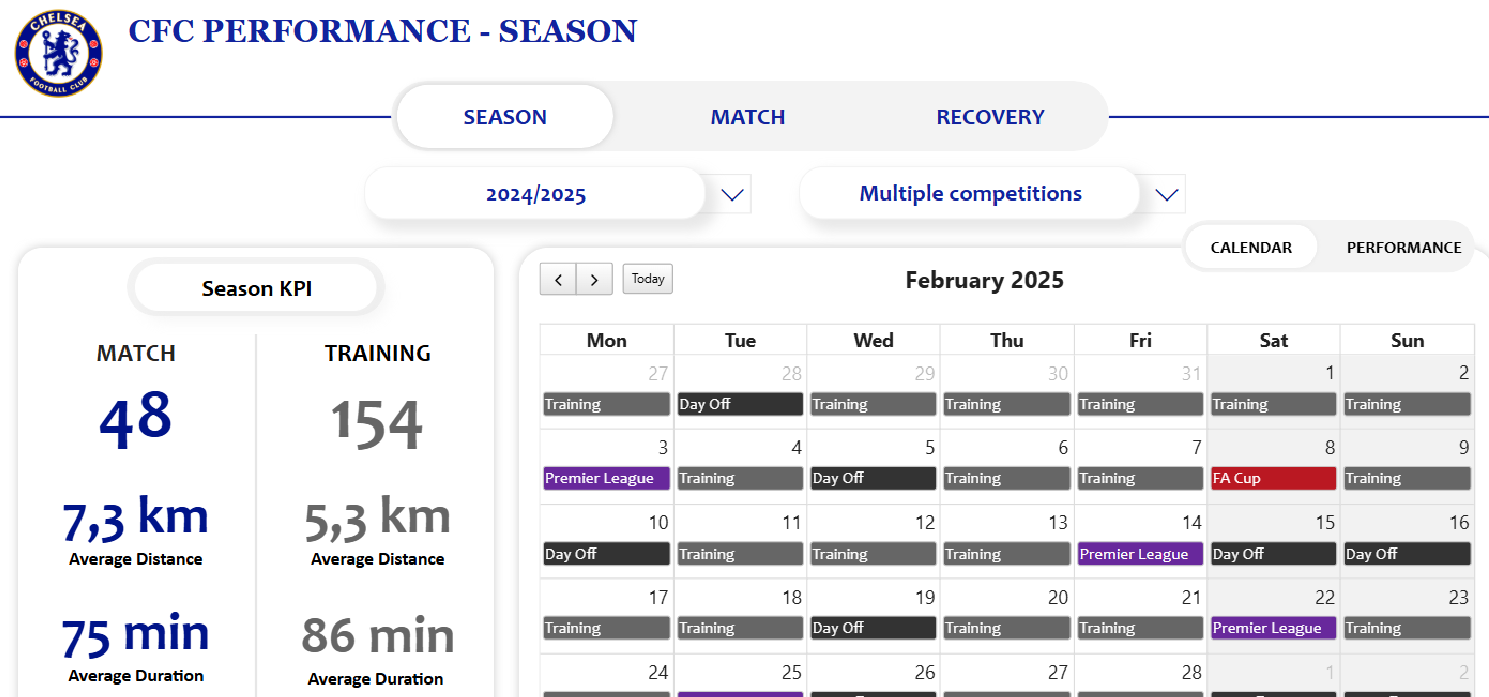 CHELSEA
FOOTBALL CLUB
CFC PERFORMANCE - SEASON
SEASON MATCH RECOVERY
2024/2025 Multiple competitions
CALENDAR PERFORMANCE
Season KPI
MATCH TRAINING
48 154
7,3 km 5,3 km
Average Distance Average Distance
75 min 86 min
Average Duration Average Duration
Today February 2025
Mon Tue Wed Thu Fri Sat Sun
27 28 29 30 31 1 2
Training Day Off Training Training Training Training Training
3 4 5 6 7 8 9
Premier League Training Day Off Training Training FA Cup Training
10 11 12 13 14 15 16
Day Off Training Training Training Premier League Day Off Day Off
17 18 19 20 21 22 23
Training Training Day Off Training Training Premier League Training
24 25 26 27 28 1 2